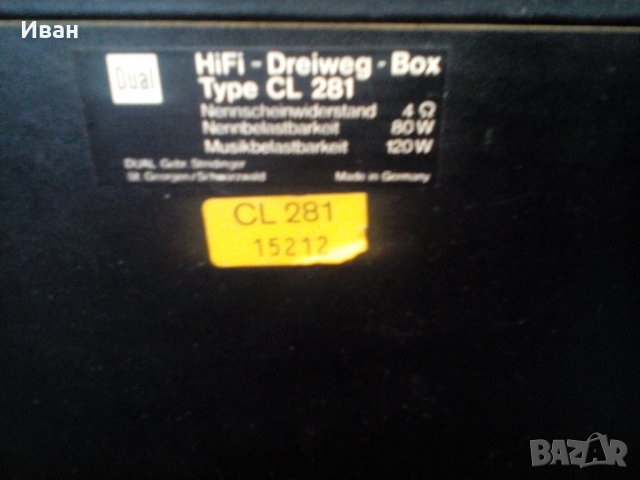 Иван
Dual
HiFi - Dreiweg - Box
Type CL 281
Nennscheinwiderstand 4 Ω
Nennbelastbarkeit 80 W
Musikbelastbarkeit 120 W
DUAL Gebr. Steidinger
St. Georgen/Schwarzwald Made in Germany
CL 281
15212
BAZAR